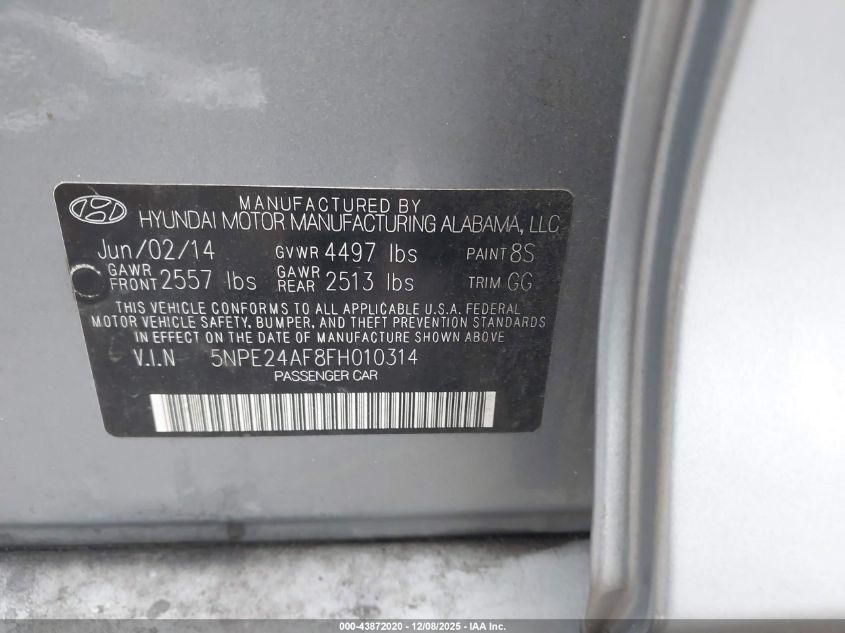 MANUFACTURED BY
HYUNDAI MOTOR MANUFACTURING ALABAMA, LLC
Jun/02/14 GVWR 4497 lbs PAINT 8S
GAWR FRONT 2557 lbs GAWR REAR 2513 lbs TRIM GG
THIS VEHICLE CONFORMS TO ALL APPLICABLE U.S.A. FEDERAL
MOTOR VEHICLE SAFETY, BUMPER, AND THEFT PREVENTION STANDARDS
IN EFFECT ON THE DATE OF MANUFACTURE SHOWN ABOVE
V.I.N 5NPE24AF8FH010314
PASSENGER CAR
000-43872020 - 12/08/2025 - IAA Inc.